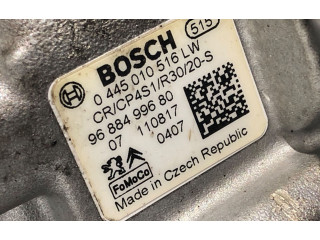 BOSCH 515
0 445 010 516 LW
CR/CP4S1/R30/20-S
96 884 996 80
07 110817
0407
FoMoCo
Made in Czech Republic